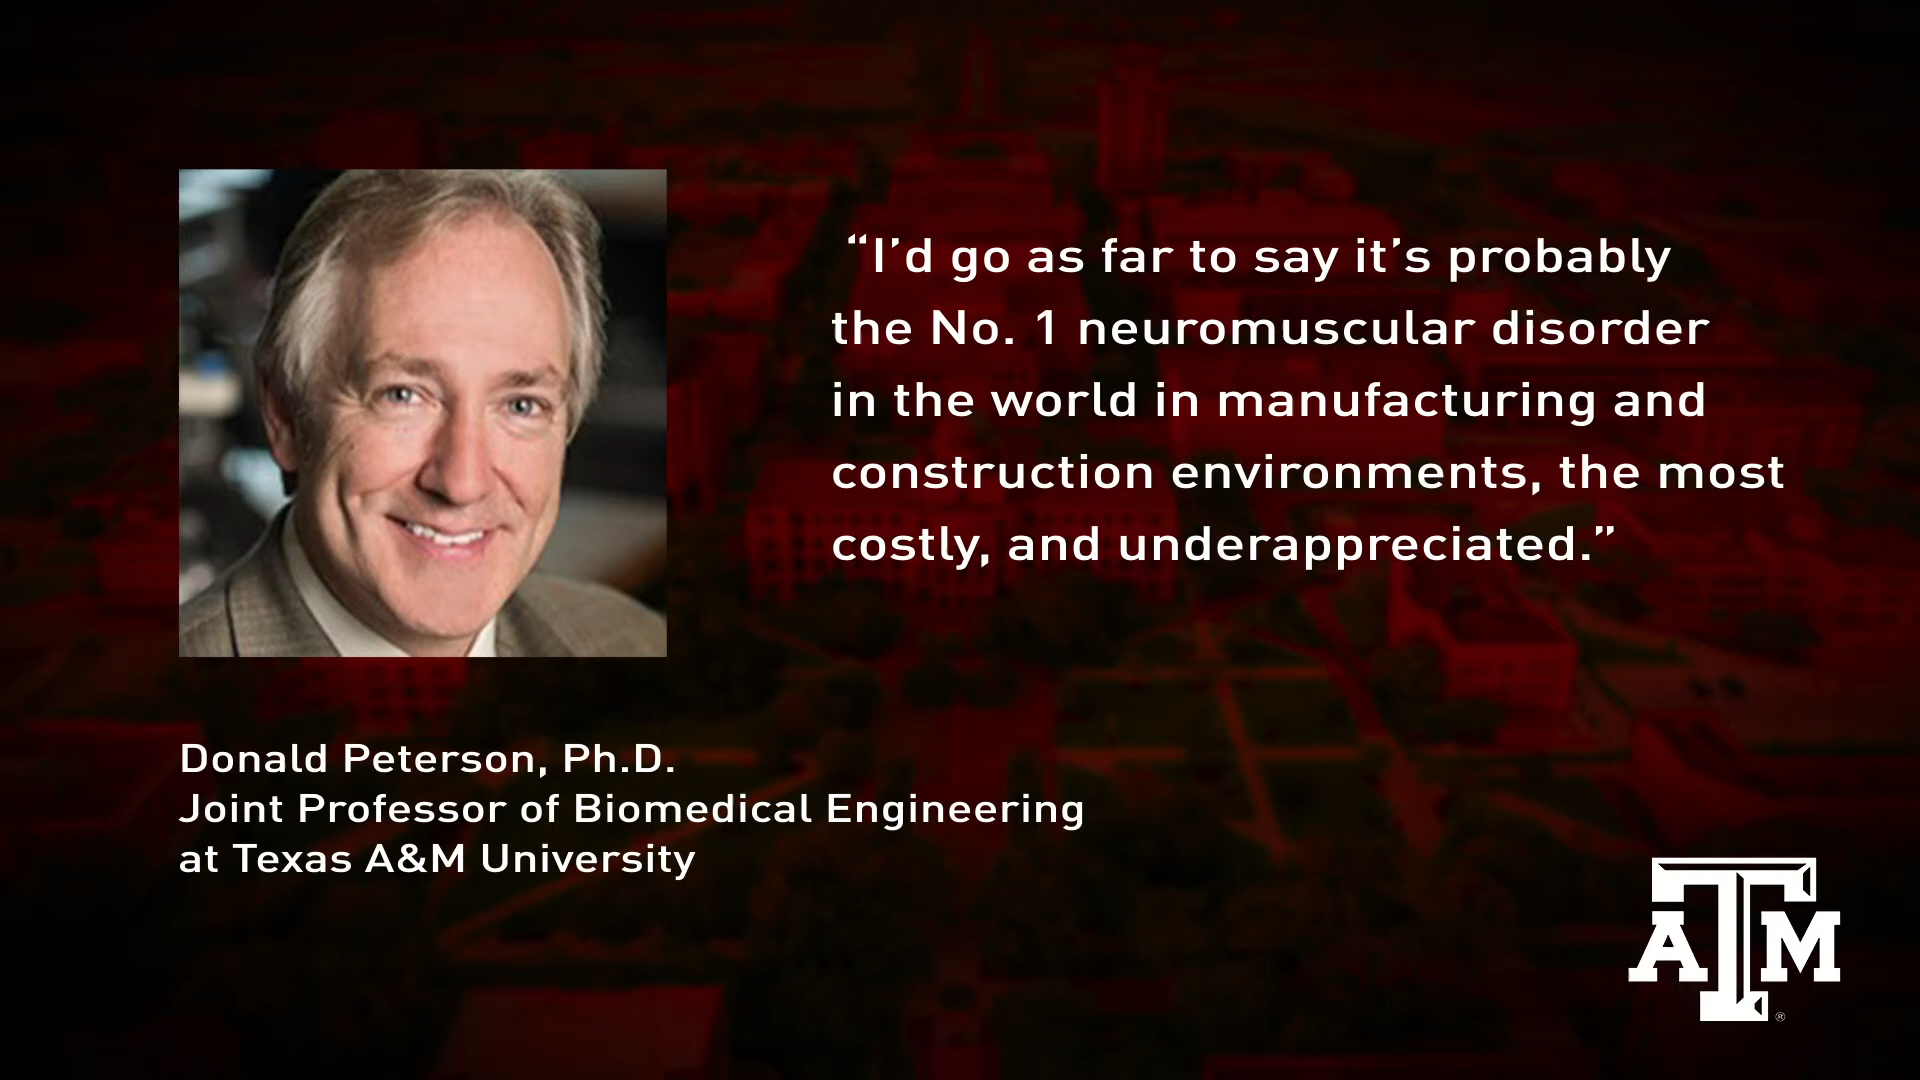 “I’d go as far to say it’s probably
the No. 1 neuromuscular disorder
in the world in manufacturing and
construction environments, the most
costly, and underappreciated.”
Donald Peterson, Ph.D.
Joint Professor of Biomedical Engineering
at Texas A&M University
ATM®